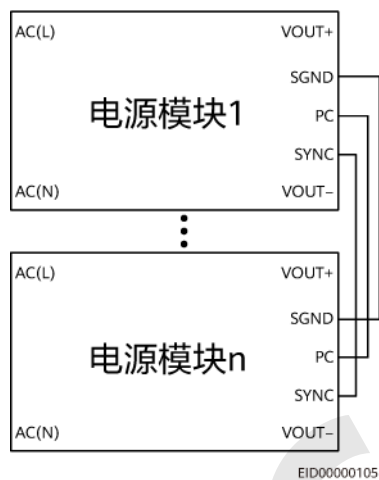 AC(L) VOUT+
SGND
电源模块1 PC
SYNC
AC(N) VOUT–
AC(L) VOUT+
SGND
电源模块n PC
SYNC
AC(N) VOUT–
EID00000105